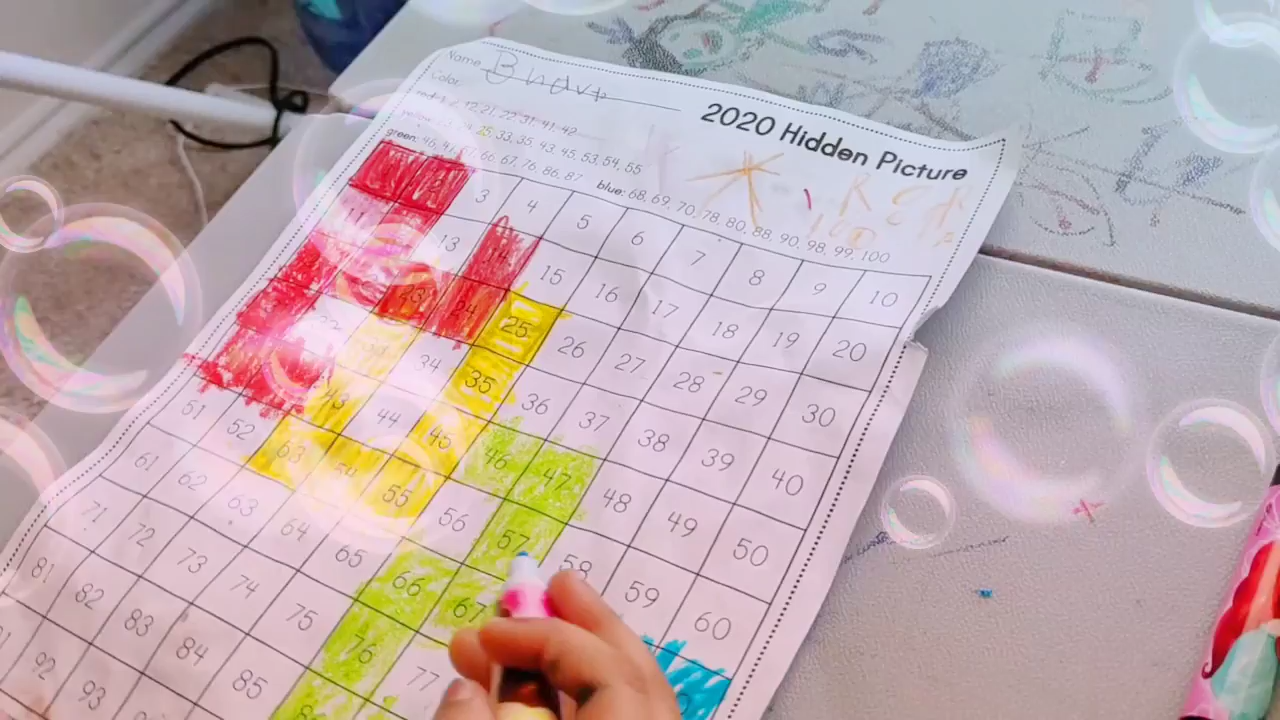 Name
2020 Hidden Picture
Color
red: 1, 2, 12, 21, 22, 31, 41, 42
25, 33, 35, 43, 45, 53, 54, 55
green: 46, 47, 57, 66, 67, 76, 86, 87 blue: 68, 69, 70, 78, 80, 88, 90, 98, 99, 100
2 3 4 5 6 7 8 9 10
11 13 14 15 16 17 18 19 20
23 24 25 26 27 28 29 30
34 35 36 37 38 39 40
43 44 45 46 47 48 49 50
51 52 53 54 55 56 57 58 59 60
61 62 63 64 65 66 67
71 72 73 74 75 76 77
81 82 83 84 85
92 93